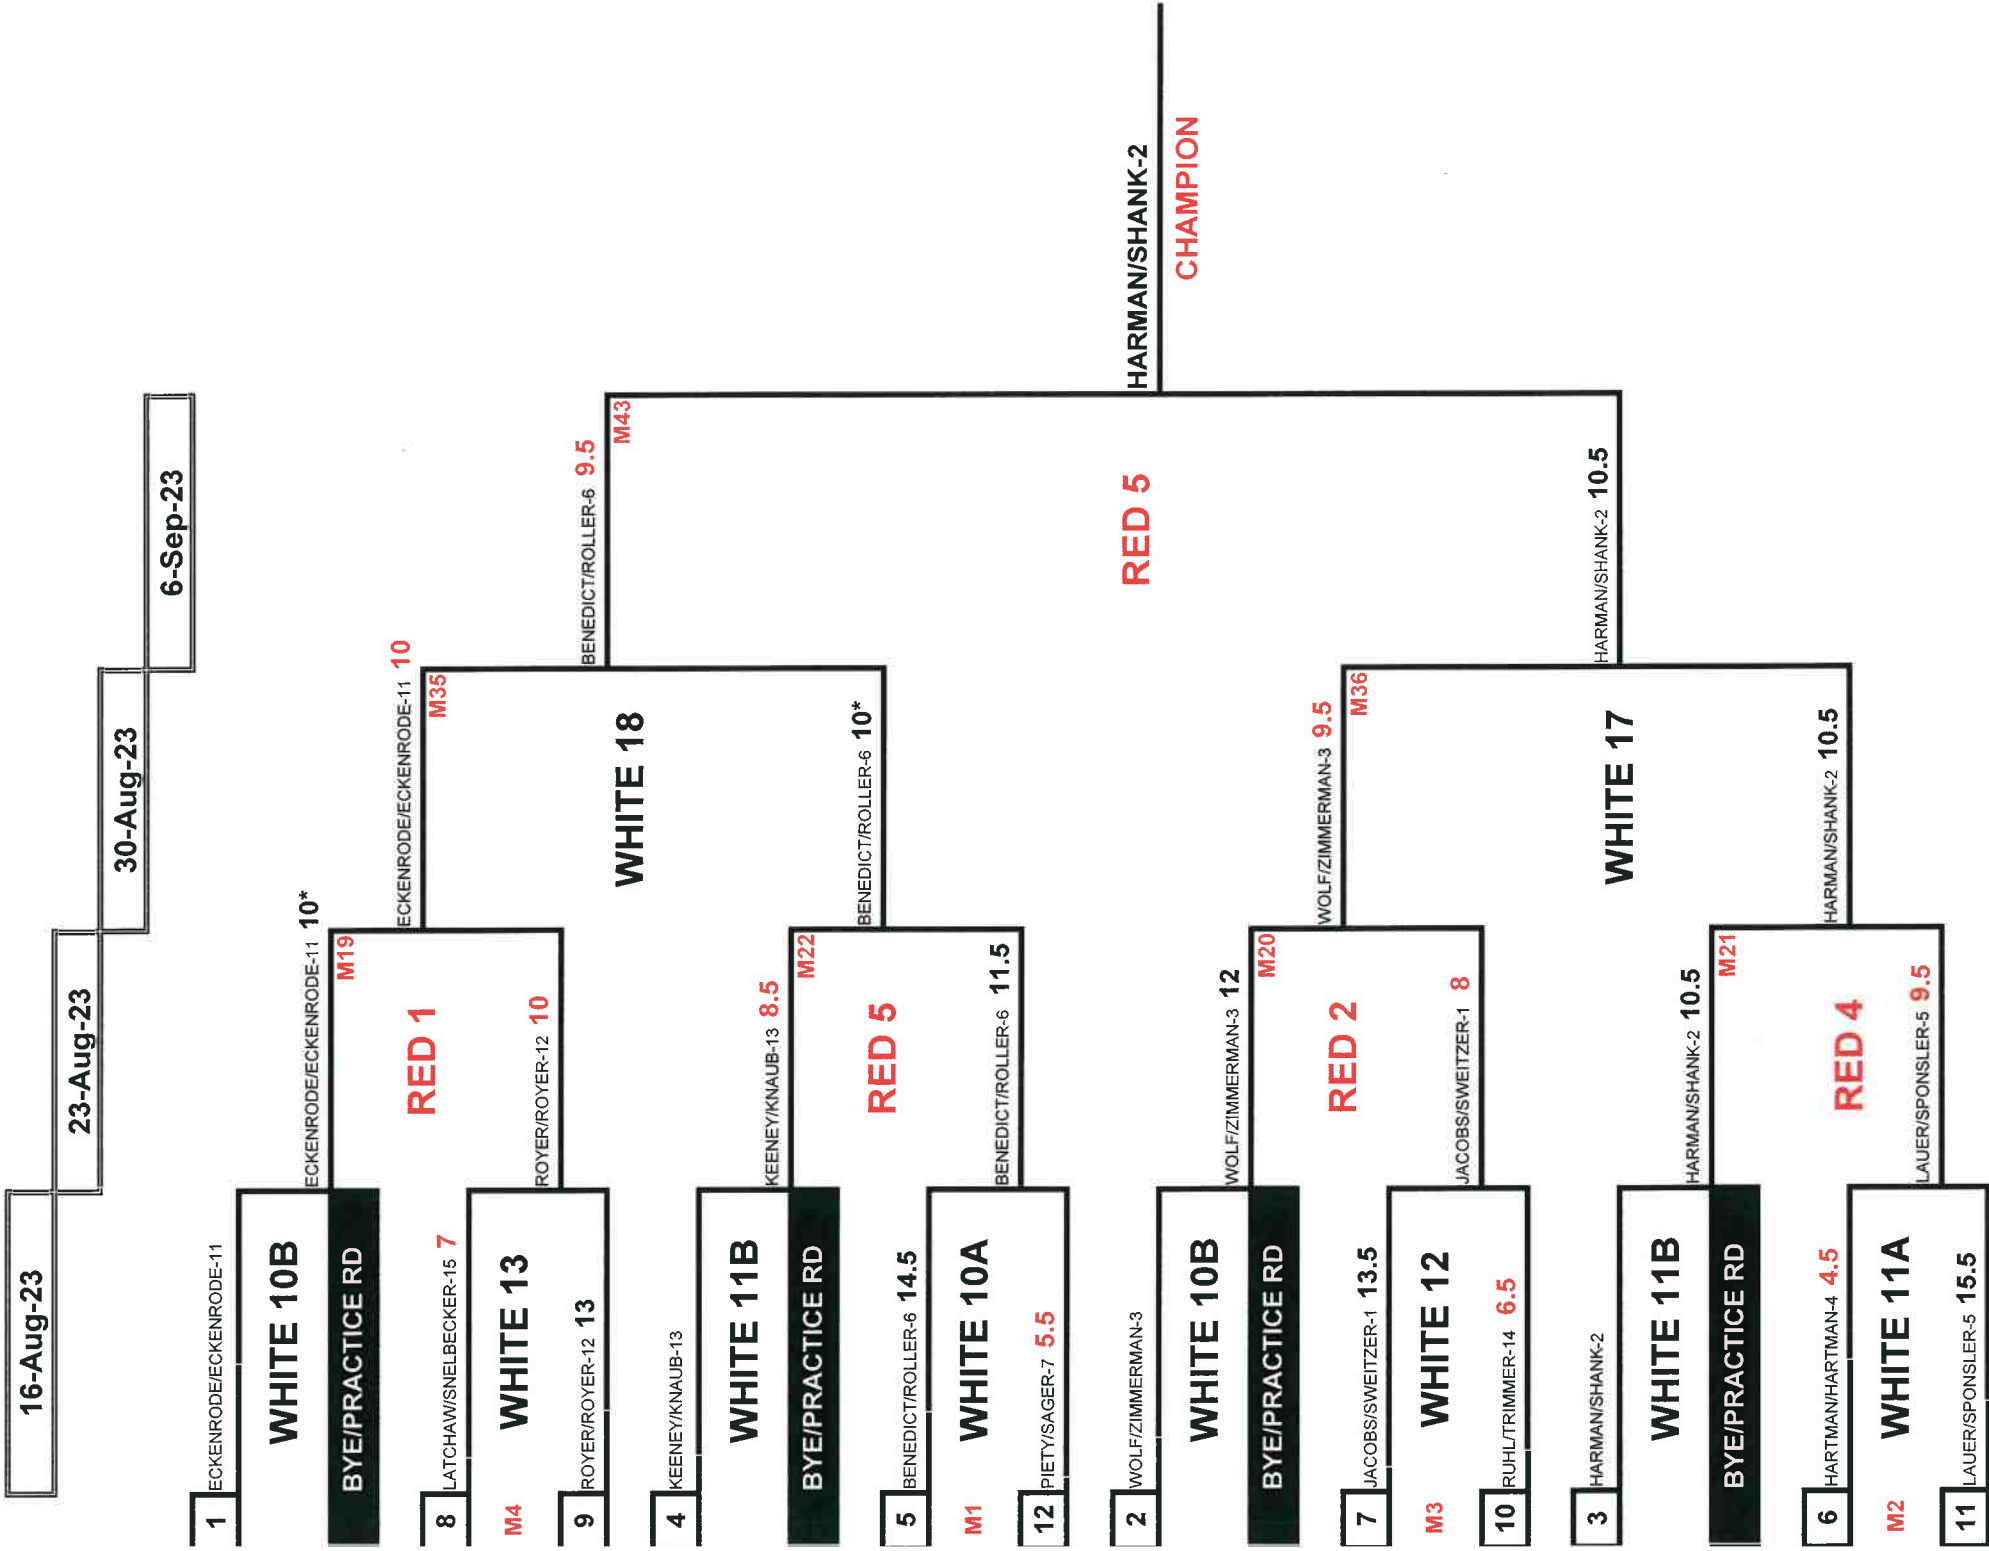 16-Aug-23
23-Aug-23
30-Aug-23
6-Sep-23
1
ECKENRODE/ECKENRODE-11
WHITE 10B
BYE/PRACTICE RD
ECKENRODE/ECKENRODE-11 10*
M19
RED 1
8
LATCHAW/SNELBECKER-15 7
M4
WHITE 13
9
ROYER/ROYER-12 13
ROYER/ROYER-12 10
ECKENRODE/ECKENRODE-11 10
M35
WHITE 18
4
KEENEY/KNAUB-13
WHITE 11B
BYE/PRACTICE RD
KEENEY/KNAUB-13 8.5
M22
RED 5
5
BENEDICT/ROLLER-6 14.5
M1
WHITE 10A
12
PIETY/SAGER-7 5.5
BENEDICT/ROLLER-6 11.5
BENEDICT/ROLLER-6 10*
BENEDICT/ROLLER-6 9.5
M43
RED 5
2
WOLF/ZIMMERMAN-3
WHITE 10B
BYE/PRACTICE RD
WOLF/ZIMMERMAN-3 12
M20
RED 2
7
JACOBS/SWEITZER-1 13.5
M3
WHITE 12
10
RUHL/TRIMMER-14 6.5
JACOBS/SWEITZER-1 8
WOLF/ZIMMERMAN-3 9.5
M36
WHITE 17
3
HARMAN/SHANK-2
WHITE 11B
BYE/PRACTICE RD
HARMAN/SHANK-2 10.5
M21
RED 4
6
HARTMAN/HARTMAN-4 4.5
M2
WHITE 11A
11
LAUER/SPONSLER-5 15.5
LAUER/SPONSLER-5 9.5
HARMAN/SHANK-2 10.5
HARMAN/SHANK-2 10.5
HARMAN/SHANK-2
CHAMPION